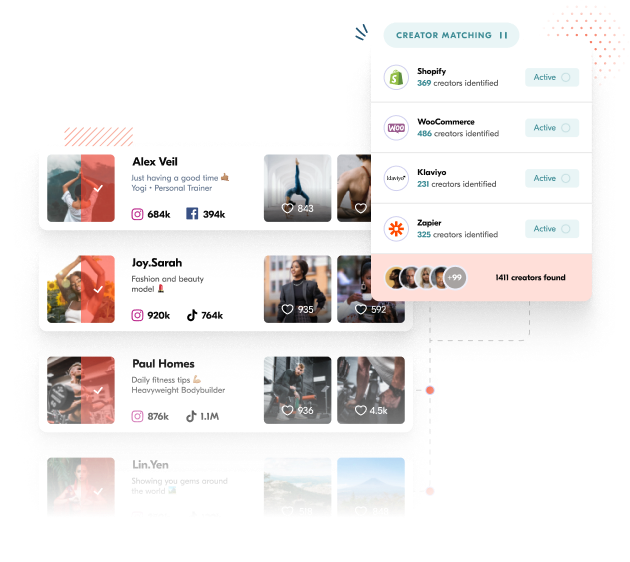 CREATOR MATCHING
Shopify
369 creators identified
Active
WOO
WooCommerce
486 creators identified
Active
klaviyo
Klaviyo
231 creators identified
Active
Zapier
325 creators identified
Active
+99
1411 creators found
Alex Veil
Just having a good time 🤙🏽
Yogi • Personal Trainer
684k
394k
843
Joy.Sarah
Fashion and beauty
model 💄
920k
764k
935
592
Paul Homes
Daily fitness tips 💪🏼
Heavyweight Bodybuilder
876k
1.1M
936
4.5k
Lin.Yen
Showing you gems around
the world 🏞️